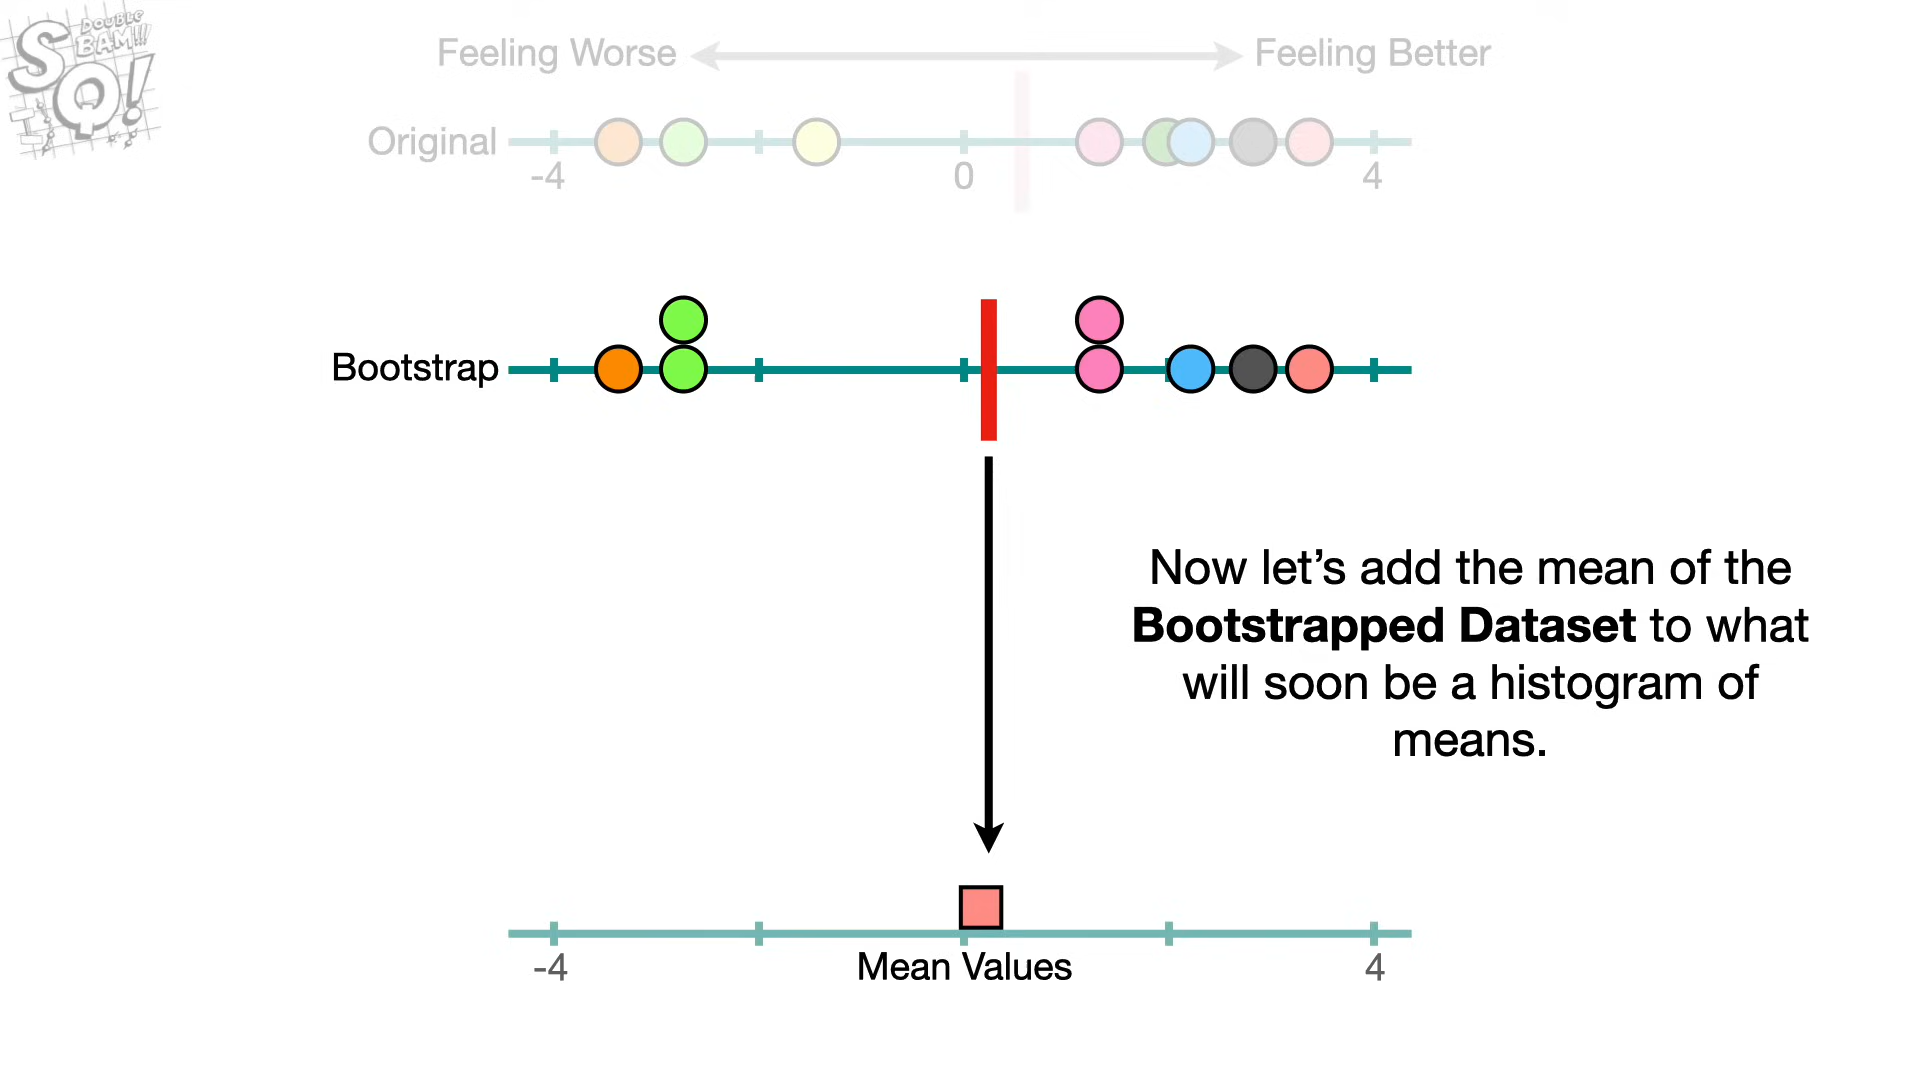 DOUBLE
BAM!!!
SQ!
Feeling Worse
Feeling Better
Original
-4
0
4
Bootstrap
Now let’s add the mean of the
Bootstrapped Dataset to what
will soon be a histogram of
means.
-4
Mean Values
4